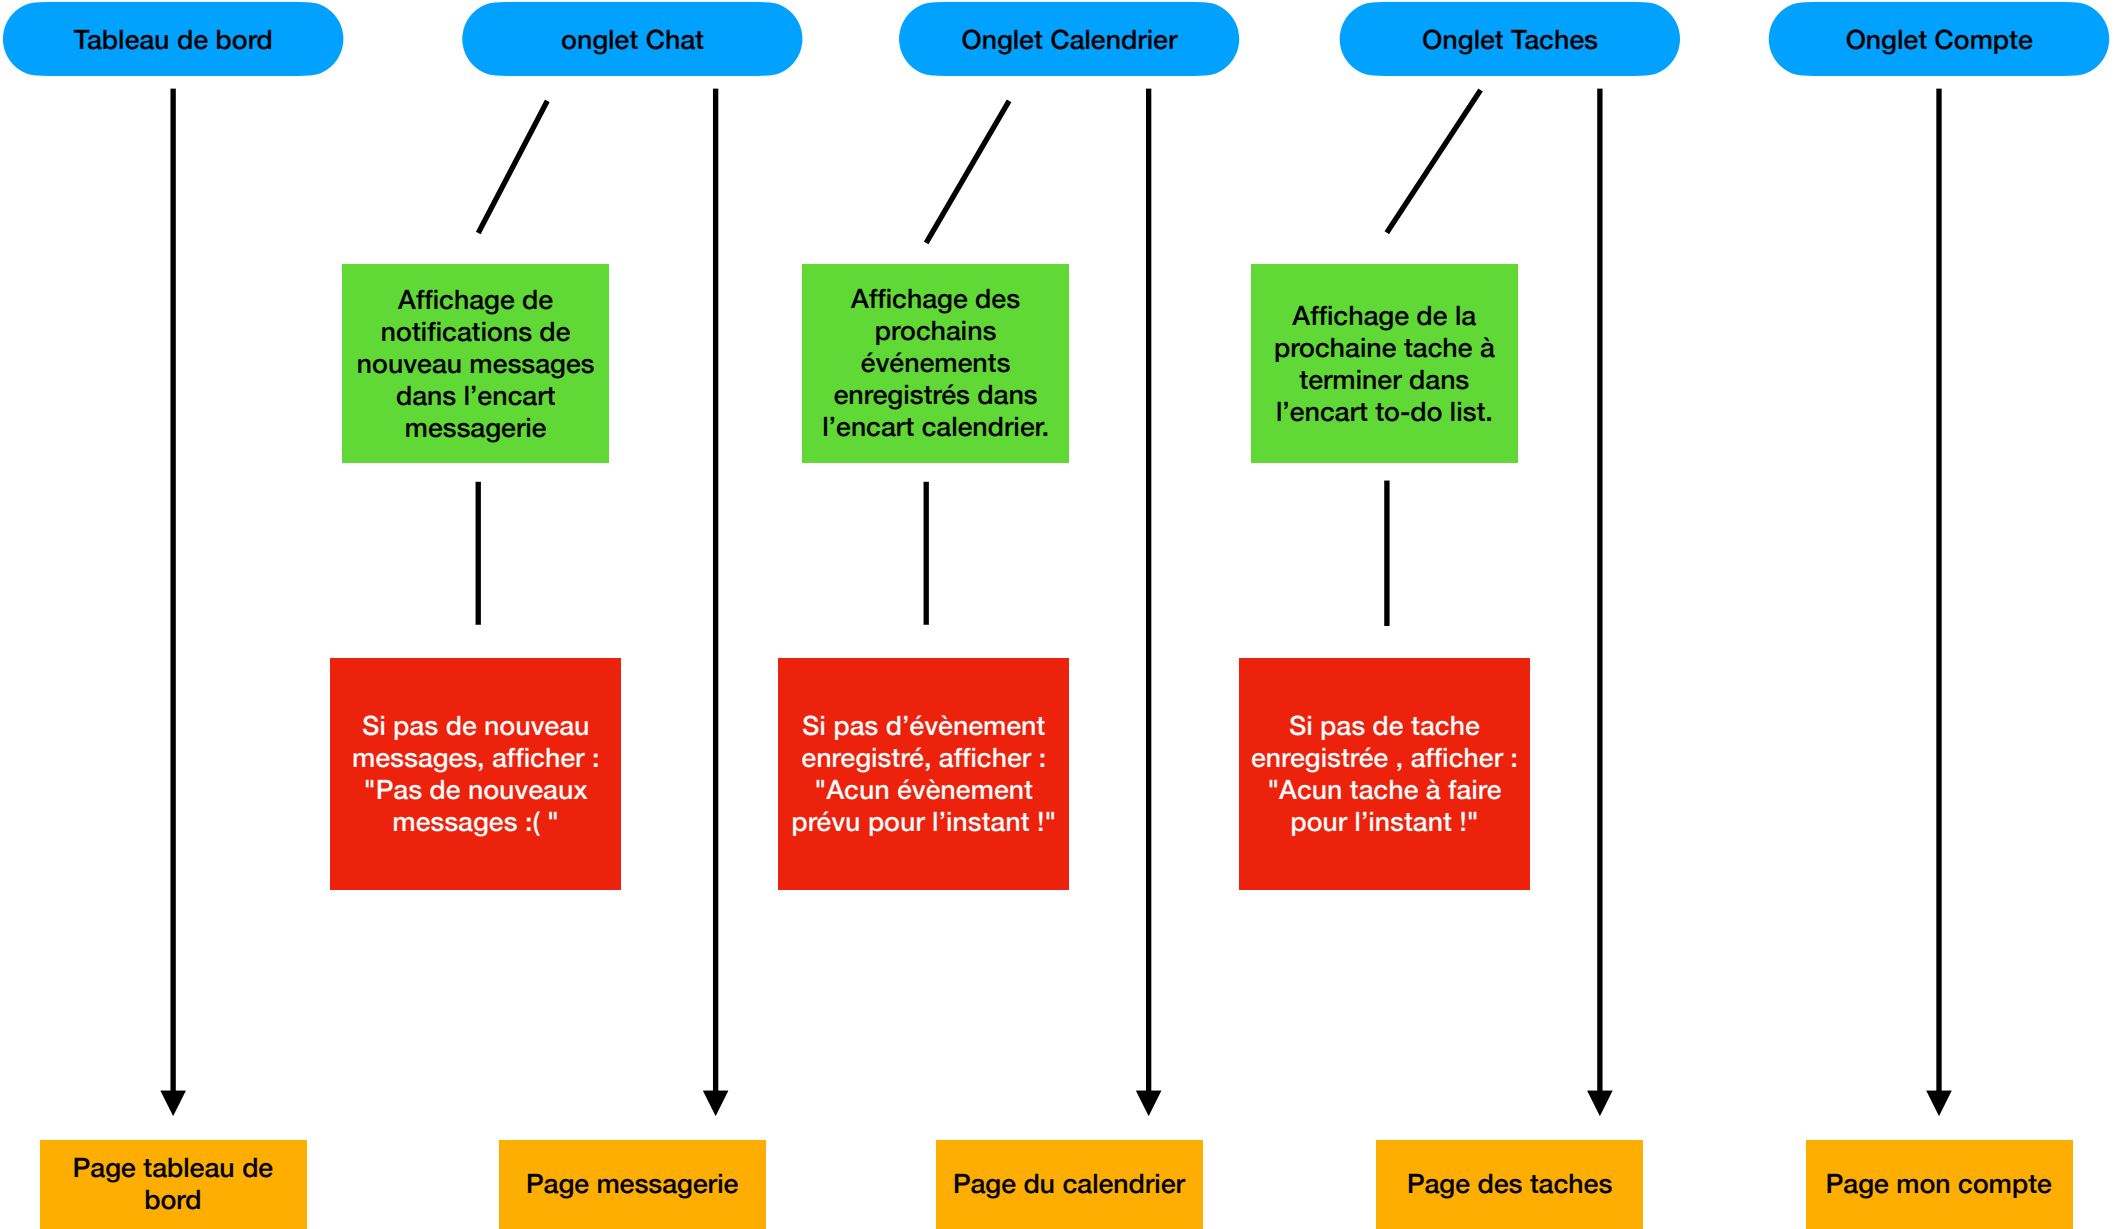 Tableau de bord
onglet Chat
Onglet Calendrier
Onglet Taches
Onglet Compte
Affichage de
notifications de
nouveau messages
dans l’encart
messagerie
Affichage des
prochains
événements
enregistrés dans
l’encart calendrier.
Affichage de la
prochaine tache à
terminer dans
l’encart to-do list.
Si pas de nouveau
messages, afficher :
"Pas de nouveaux
messages :( "
Si pas d’évènement
enregistré, afficher :
"Acun évènement
prévu pour l’instant !"
Si pas de tache
enregistrée , afficher :
"Acun tache à faire
pour l’instant !"
Page tableau de
bord
Page messagerie
Page du calendrier
Page des taches
Page mon compte